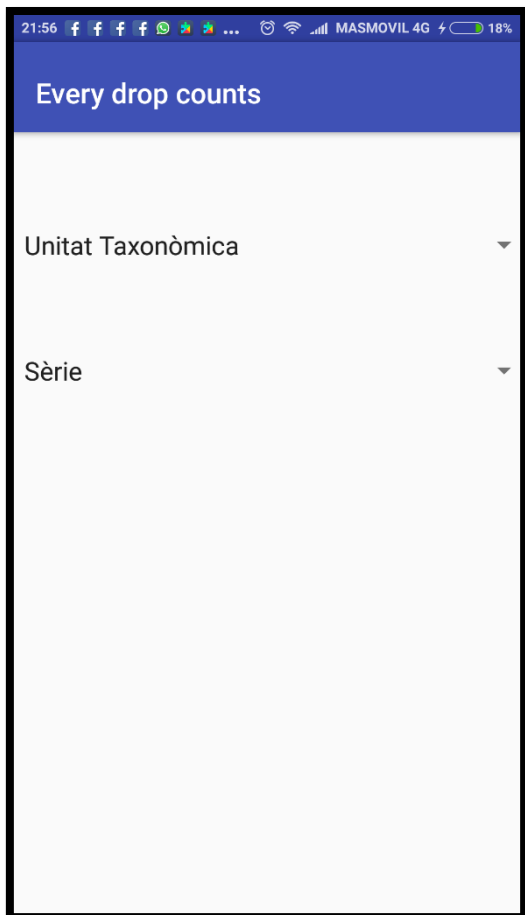 21:56 ... MASMOVIL 4G 18%
Every drop counts
Unitat Taxonòmica
Sèrie